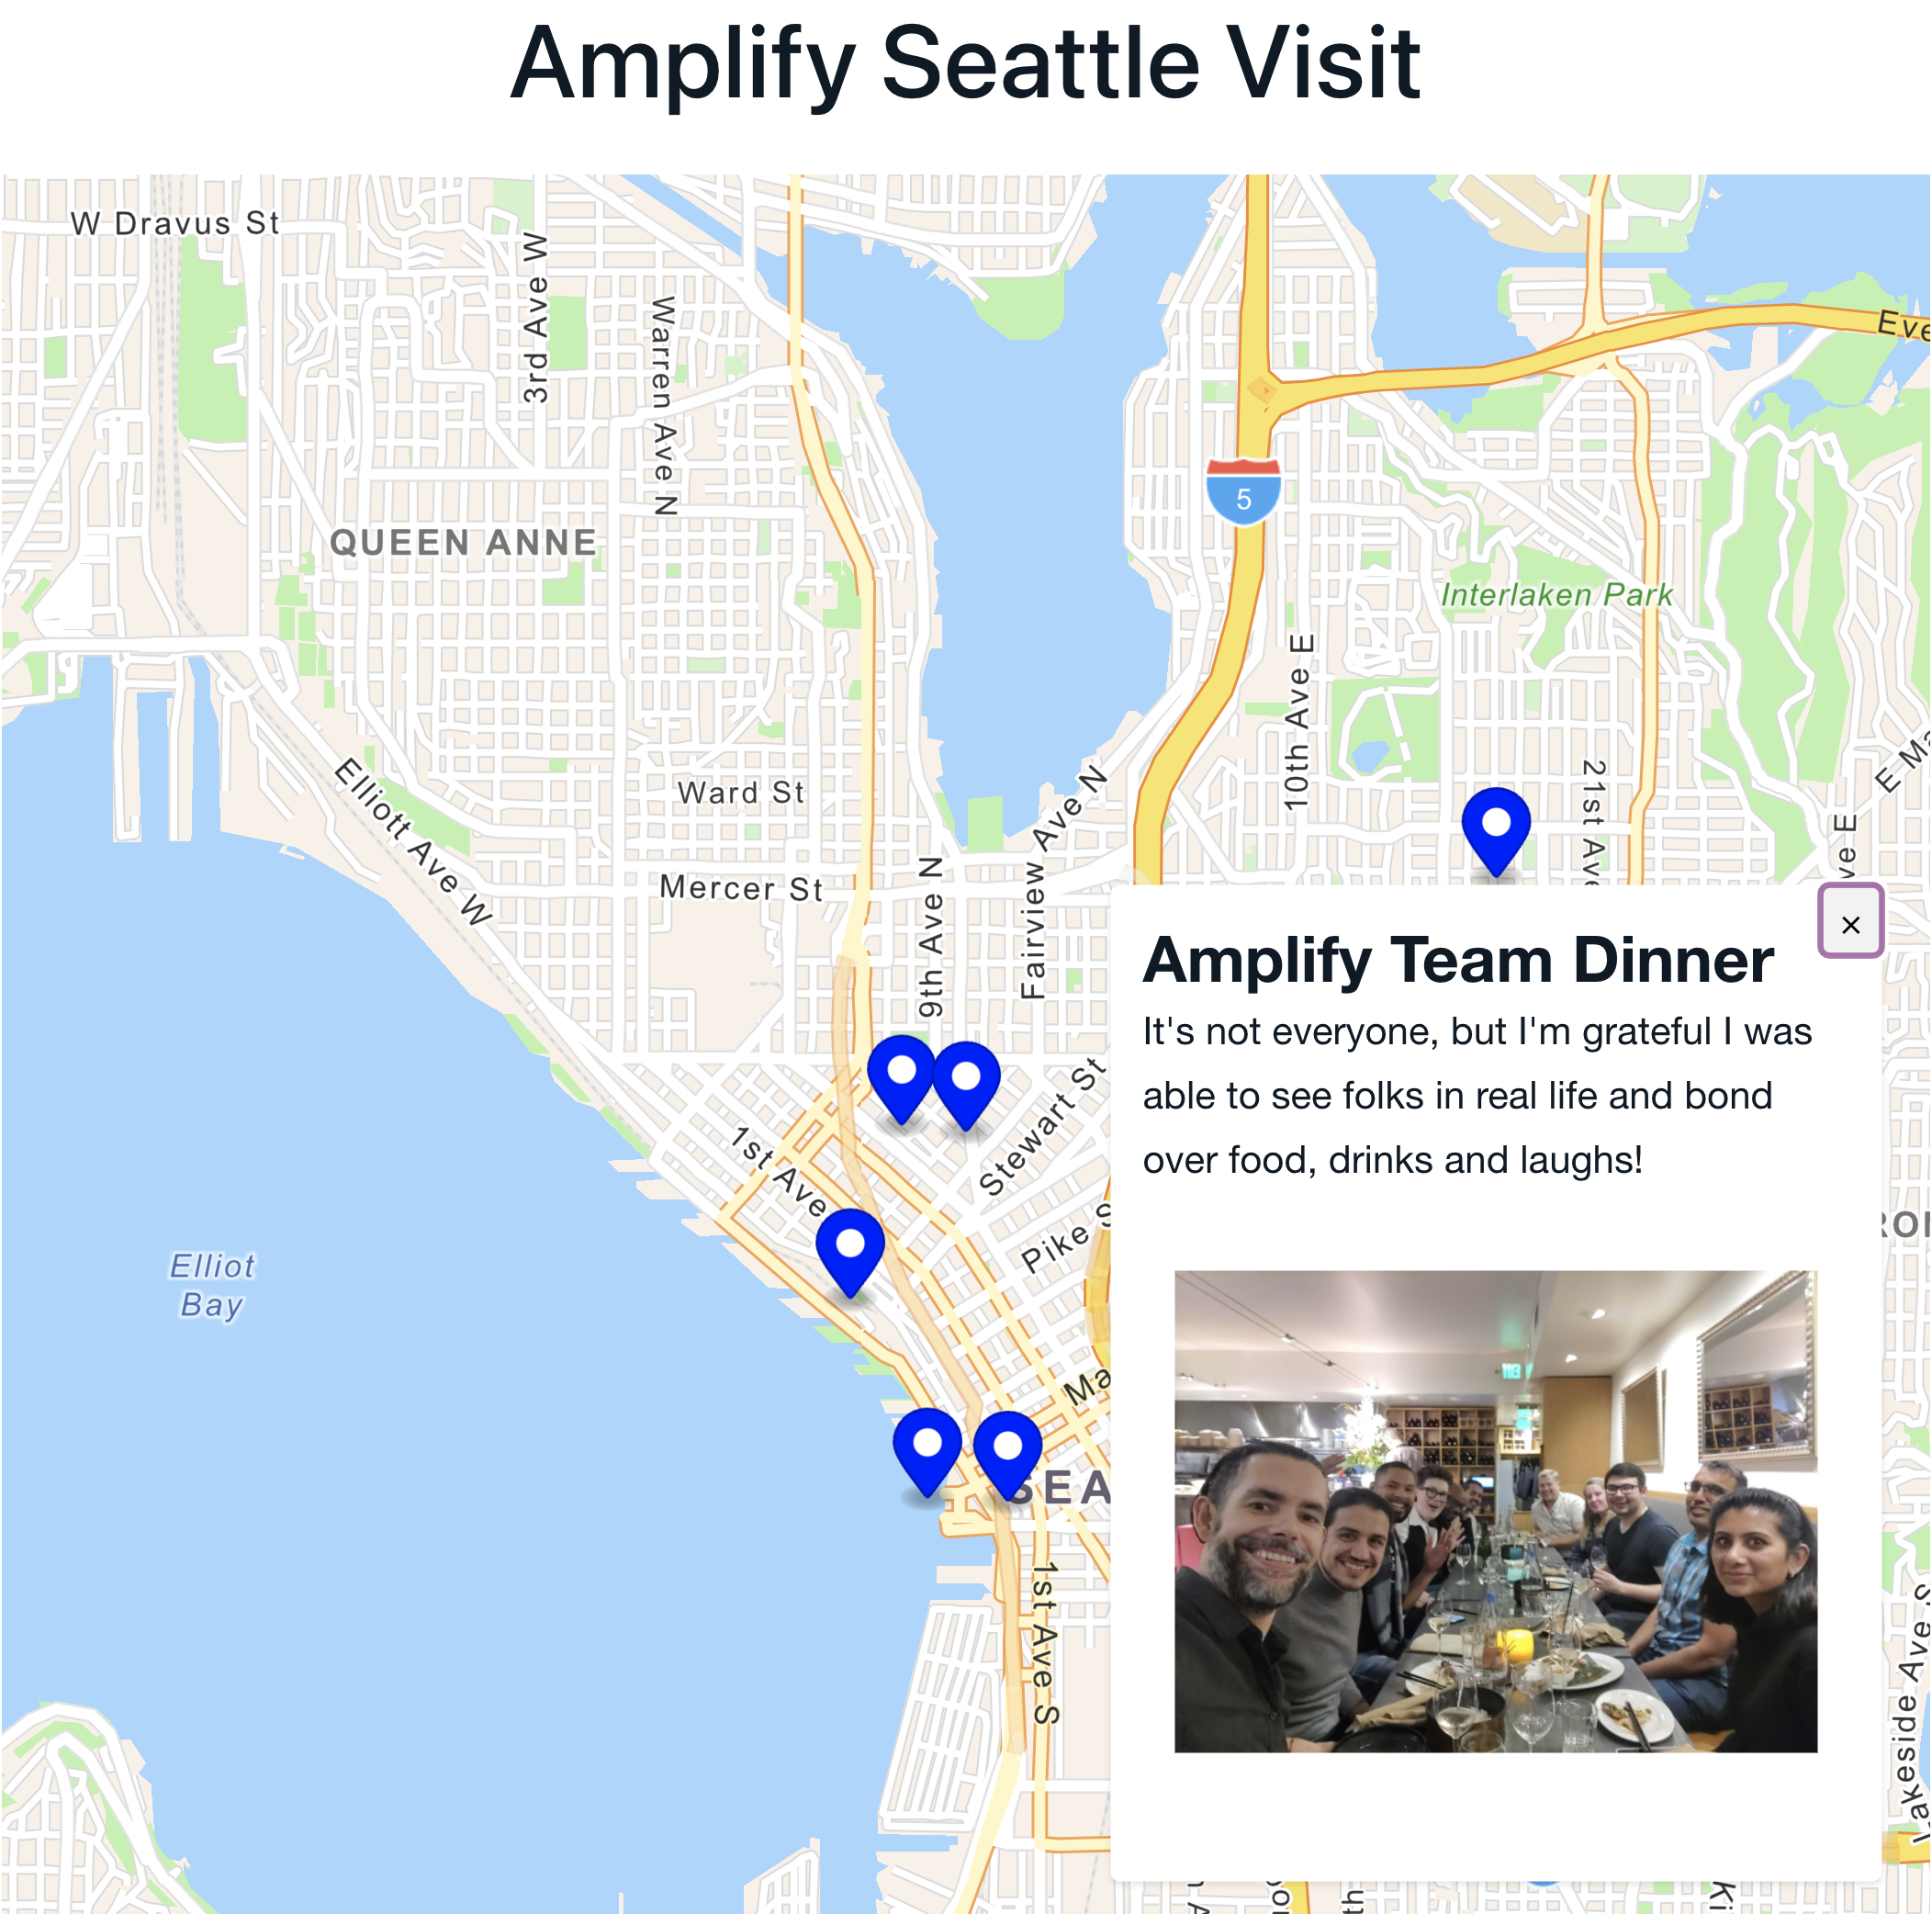 Amplify Seattle Visit
W Dravus St
3rd Ave W
Warren Ave N
5
QUEEN ANNE
Interlaken Park
10th Ave E
21st Ave
Elliott Ave W
Ward St
Mercer St
9th Ave N
Fairview Ave N
×
Amplify Team Dinner
It's not everyone, but I'm grateful I was
able to see folks in real life and bond
over food, drinks and laughs!
Stewart St
1st Ave
Pike
Elliot
Bay
1st Ave S
Lakeside Ave S